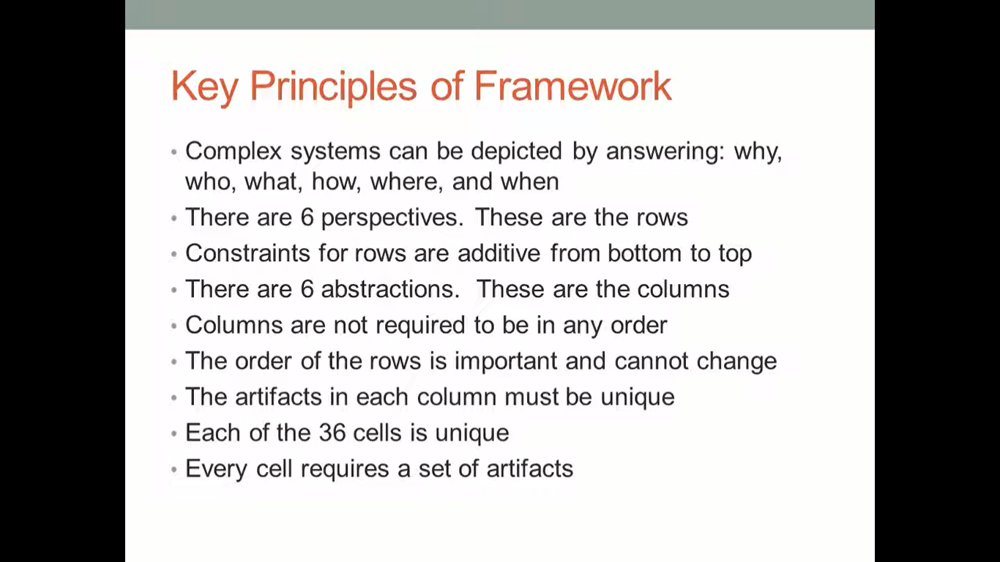 Key Principles of Framework
• Complex systems can be depicted by answering: why,
who, what, how, where, and when
• There are 6 perspectives. These are the rows
• Constraints for rows are additive from bottom to top
• There are 6 abstractions. These are the columns
• Columns are not required to be in any order
• The order of the rows is important and cannot change
• The artifacts in each column must be unique
• Each of the 36 cells is unique
• Every cell requires a set of artifacts